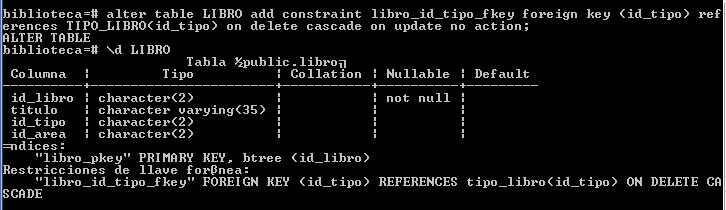 biblioteca=# alter table LIBRO add constraint libro_id_tipo_fkey foreign key (id_tipo) ref
erences TIPO_LIBRO(id_tipo) on delete cascade on update no action;
ALTER TABLE
biblioteca=# \d LIBRO
Tabla ½public.libro╗
Columna ¦ Tipo ¦ Collation ¦ Nullable ¦ Default
----------+-----------------------+-----------+----------+---------
id_libro ¦ character(2) ¦ ¦ not null ¦
titulo ¦ character varying(35) ¦ ¦ ¦
id_tipo ¦ character(2) ¦ ¦ ¦
id_area ¦ character(2) ¦ ¦ ¦
═ndices:
"libro_pkey" PRIMARY KEY, btree (id_libro)
Restricciones de llave forßnea:
"libro_id_tipo_fkey" FOREIGN KEY (id_tipo) REFERENCES tipo_libro(id_tipo) ON DELETE CA
SCADE